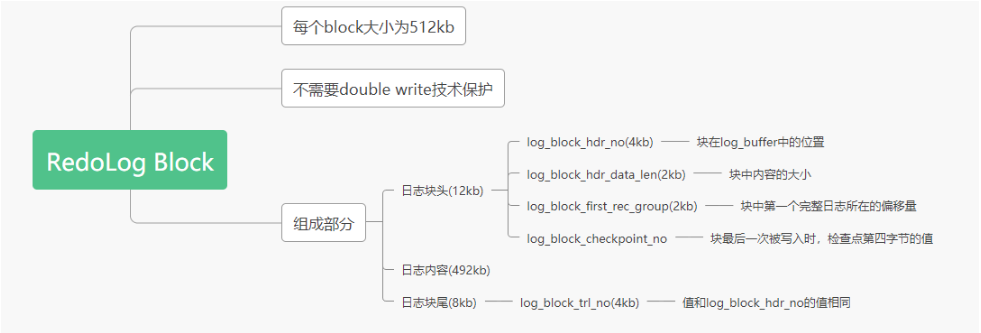 每个block大小为512kb
不需要double write技术保护
RedoLog Block
组成部分
日志块头(12kb)
log_block_hdr_no(4kb)
块在log_buffer中的位置
log_block_hdr_data_len(2kb)
块中内容的大小
log_block_first_rec_group(2kb)
块中第一个完整日志所在的偏移量
log_block_checkpoint_no
块最后一次被写入时，检查点第四字节的值
日志内容(492kb)
日志块尾(8kb)
log_block_trl_no(4kb)
值和log_block_hdr_no的值相同